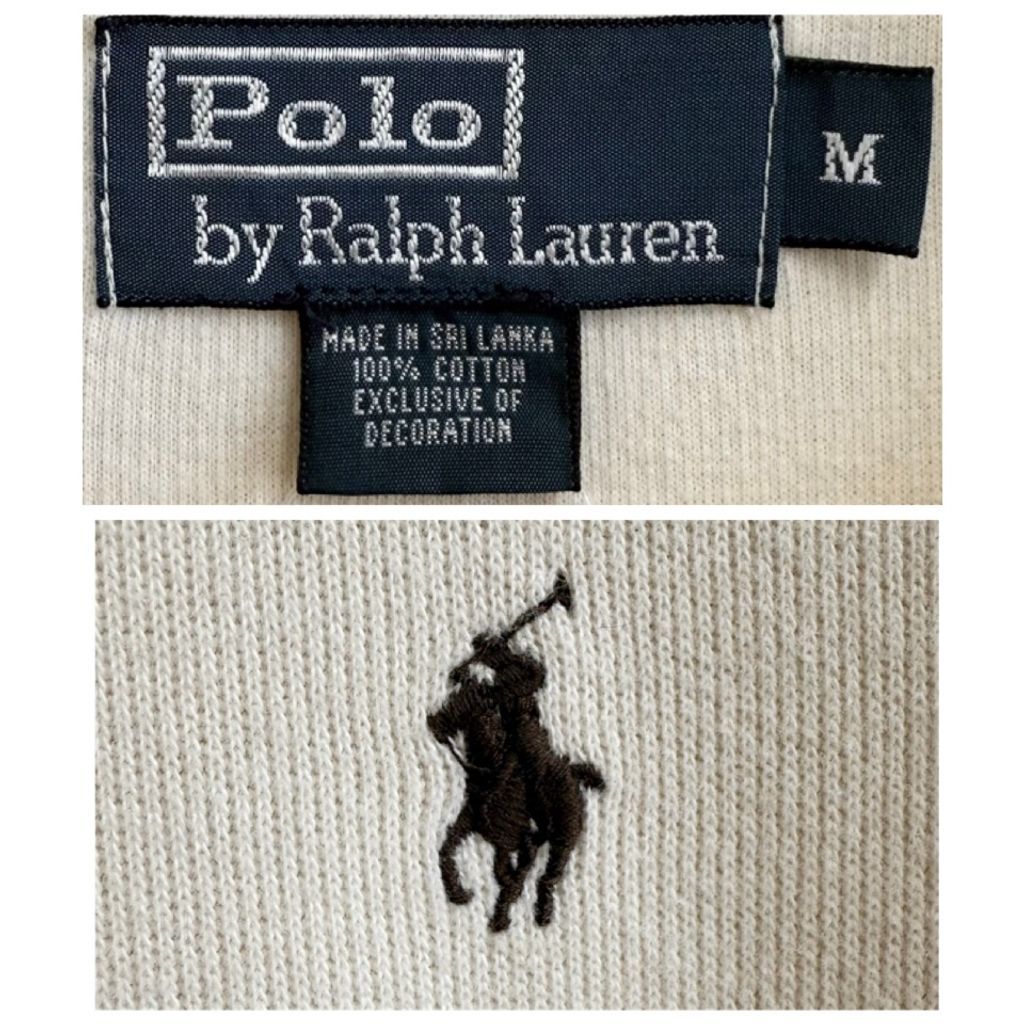 Polo
by Ralph Lauren
M
MADE IN SRI LANKA
100% COTTON
EXCLUSIVE OF
DECORATION